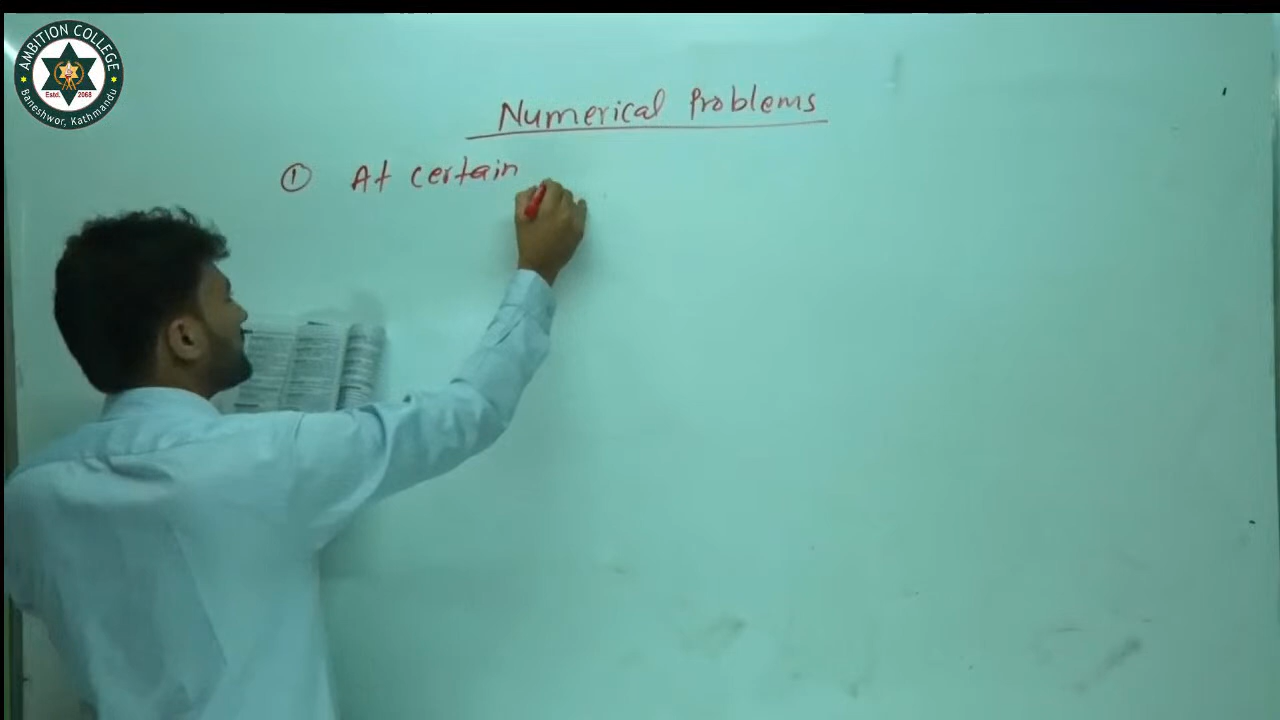 AMBITION COLLEGE
Estd. 2068
Baneshwor, Kathmandu
Numerical Problems
① At certain